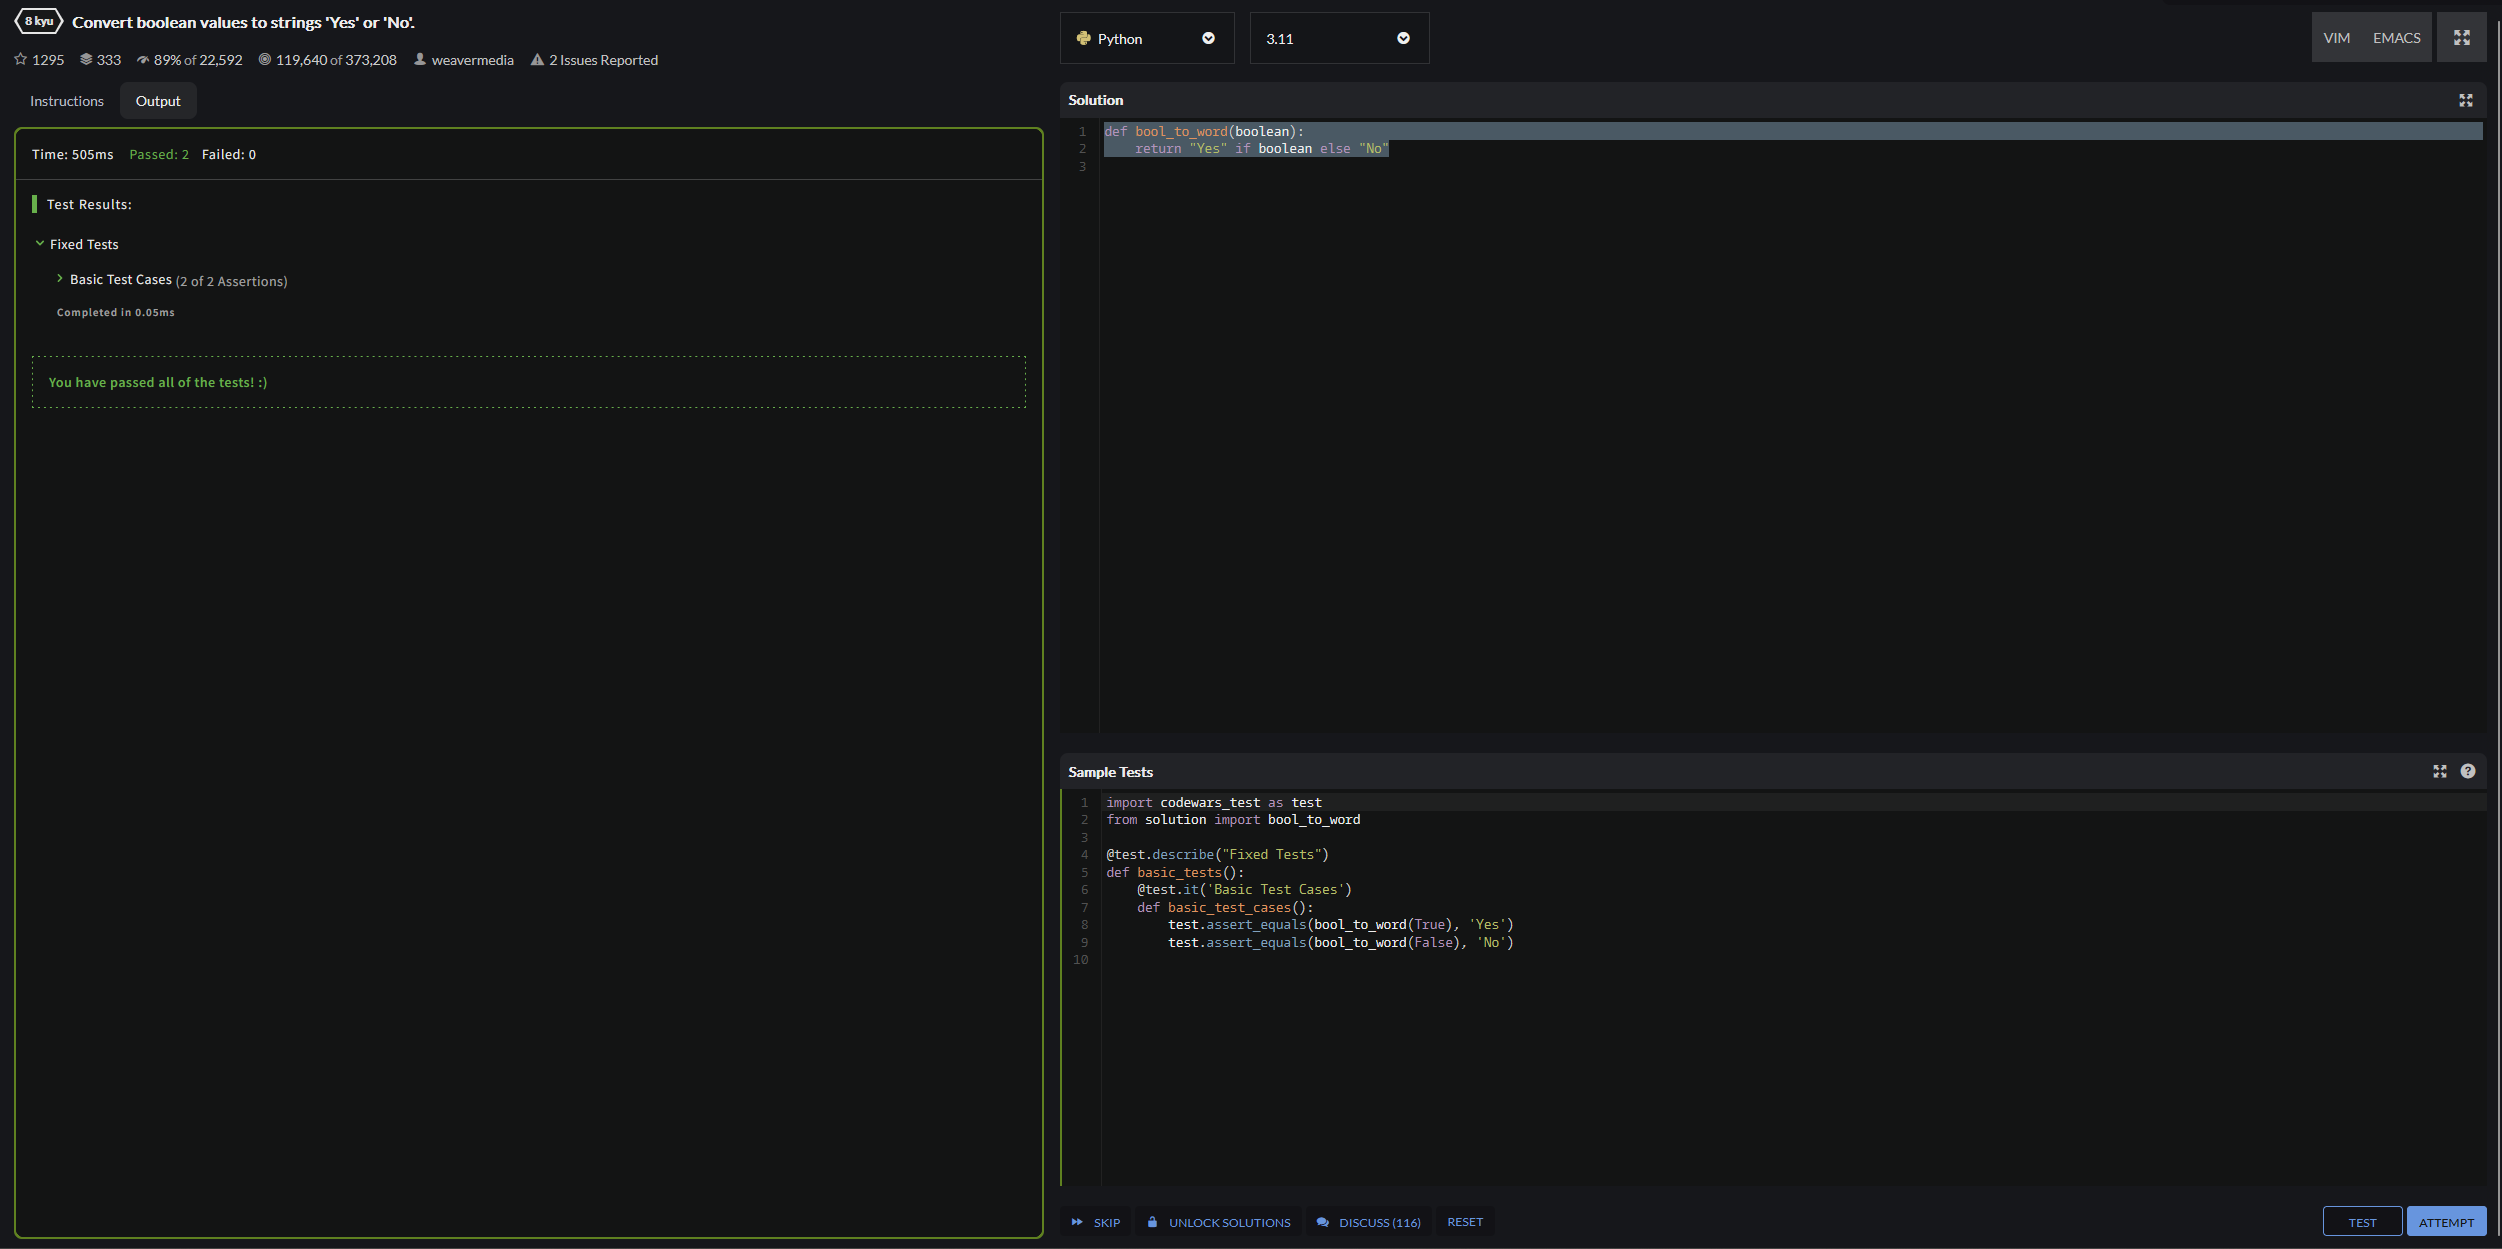 8 kyu Convert boolean values to strings 'Yes' or 'No'.
1295 333 89% of 22,592 119,640 of 373,208 weavermedia 2 Issues Reported
Instructions Output
Time: 505ms Passed: 2 Failed: 0
Test Results:
Fixed Tests
Basic Test Cases (2 of 2 Assertions)
Completed in 0.05ms
You have passed all of the tests! :)
Python 3.11 VIM EMACS
Solution
1 def bool_to_word(boolean):
2     return "Yes" if boolean else "No"
3
Sample Tests
1 import codewars_test as test
2 from solution import bool_to_word
3
4 @test.describe("Fixed Tests")
5 def basic_tests():
6     @test.it('Basic Test Cases')
7     def basic_test_cases():
8         test.assert_equals(bool_to_word(True), 'Yes')
9         test.assert_equals(bool_to_word(False), 'No')
10
SKIP UNLOCK SOLUTIONS DISCUSS (116) RESET TEST ATTEMPT